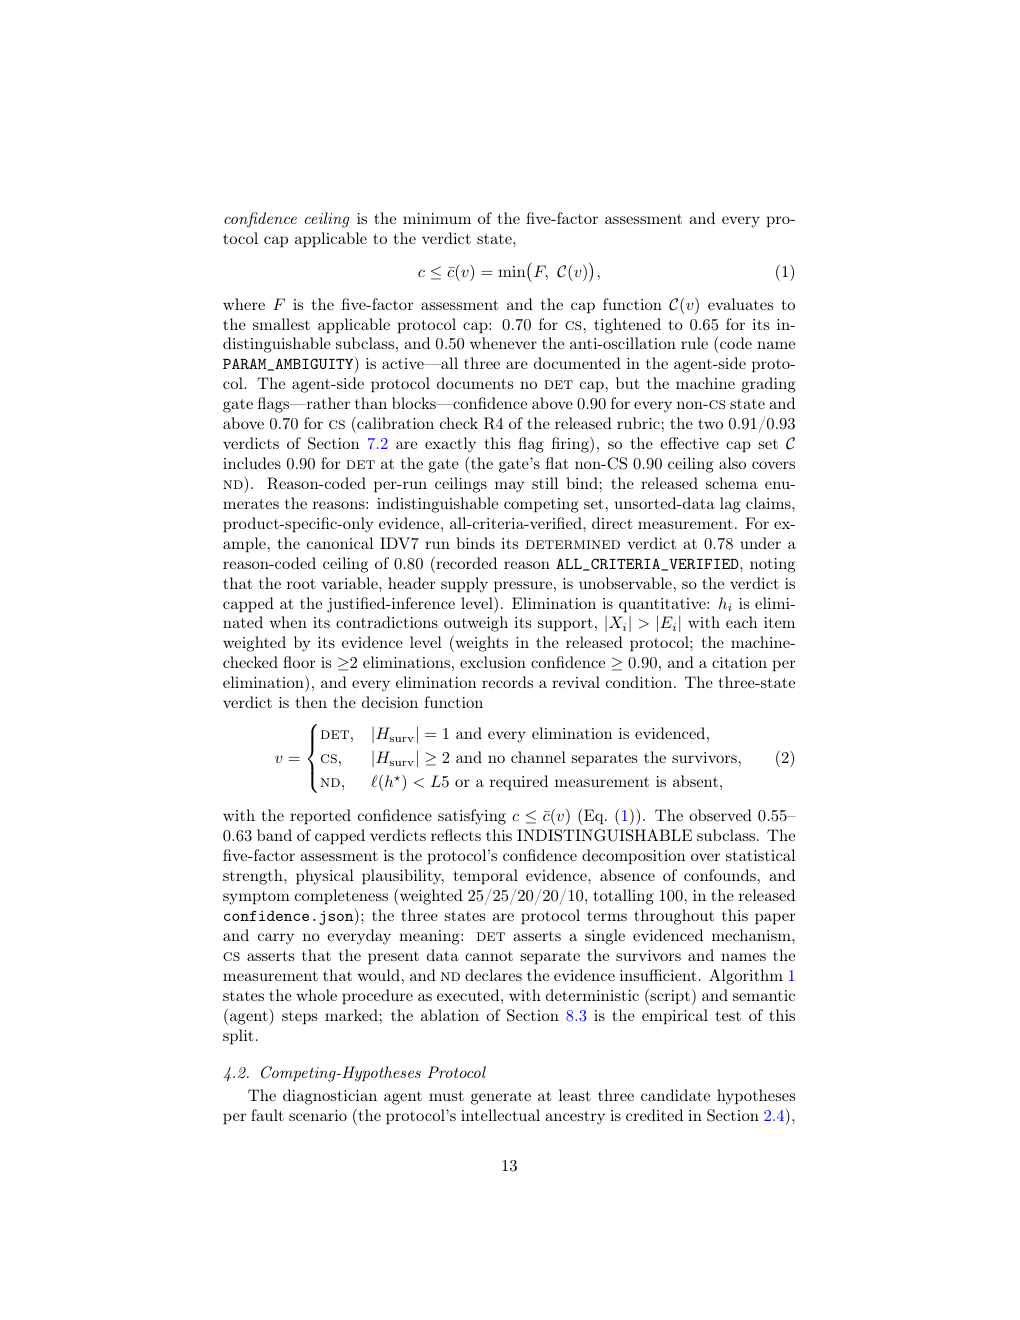 confidence ceiling is the minimum of the five-factor assessment and every pro-
tocol cap applicable to the verdict state,
c ≤ c̄(v) = min(F, 𝒞(v)), (1)
where F is the five-factor assessment and the cap function 𝒞(v) evaluates to
the smallest applicable protocol cap: 0.70 for CS, tightened to 0.65 for its in-
distinguishable subclass, and 0.50 whenever the anti-oscillation rule (code name
PARAM_AMBIGUITY) is active—all three are documented in the agent-side proto-
col. The agent-side protocol documents no DET cap, but the machine grading
gate flags—rather than blocks—confidence above 0.90 for every non-CS state and
above 0.70 for CS (calibration check R4 of the released rubric; the two 0.91/0.93
verdicts of Section 7.2 are exactly this flag firing), so the effective cap set 𝒞
includes 0.90 for DET at the gate (the gate's flat non-CS 0.90 ceiling also covers
ND). Reason-coded per-run ceilings may still bind; the released schema enu-
merates the reasons: indistinguishable competing set, unsorted-data lag claims,
product-specific-only evidence, all-criteria-verified, direct measurement. For ex-
ample, the canonical IDV7 run binds its DETERMINED verdict at 0.78 under a
reason-coded ceiling of 0.80 (recorded reason ALL_CRITERIA_VERIFIED, noting
that the root variable, header supply pressure, is unobservable, so the verdict is
capped at the justified-inference level). Elimination is quantitative: hᵢ is elimi-
nated when its contradictions outweigh its support, |Xᵢ| > |Eᵢ| with each item
weighted by its evidence level (weights in the released protocol; the machine-
checked floor is ≥2 eliminations, exclusion confidence ≥ 0.90, and a citation per
elimination), and every elimination records a revival condition. The three-state
verdict is then the decision function
DET, |H_surv| = 1 and every elimination is evidenced,
v = { CS, |H_surv| ≥ 2 and no channel separates the survivors, (2)
ND, ℓ(h⋆) < L5 or a required measurement is absent,
with the reported confidence satisfying c ≤ c̄(v) (Eq. (1)). The observed 0.55–
0.63 band of capped verdicts reflects this INDISTINGUISHABLE subclass. The
five-factor assessment is the protocol's confidence decomposition over statistical
strength, physical plausibility, temporal evidence, absence of confounds, and
symptom completeness (weighted 25/25/20/20/10, totalling 100, in the released
confidence.json); the three states are protocol terms throughout this paper
and carry no everyday meaning: DET asserts a single evidenced mechanism,
CS asserts that the present data cannot separate the survivors and names the
measurement that would, and ND declares the evidence insufficient. Algorithm 1
states the whole procedure as executed, with deterministic (script) and semantic
(agent) steps marked; the ablation of Section 8.3 is the empirical test of this
split.
4.2. Competing-Hypotheses Protocol
The diagnostician agent must generate at least three candidate hypotheses
per fault scenario (the protocol's intellectual ancestry is credited in Section 2.4),
13